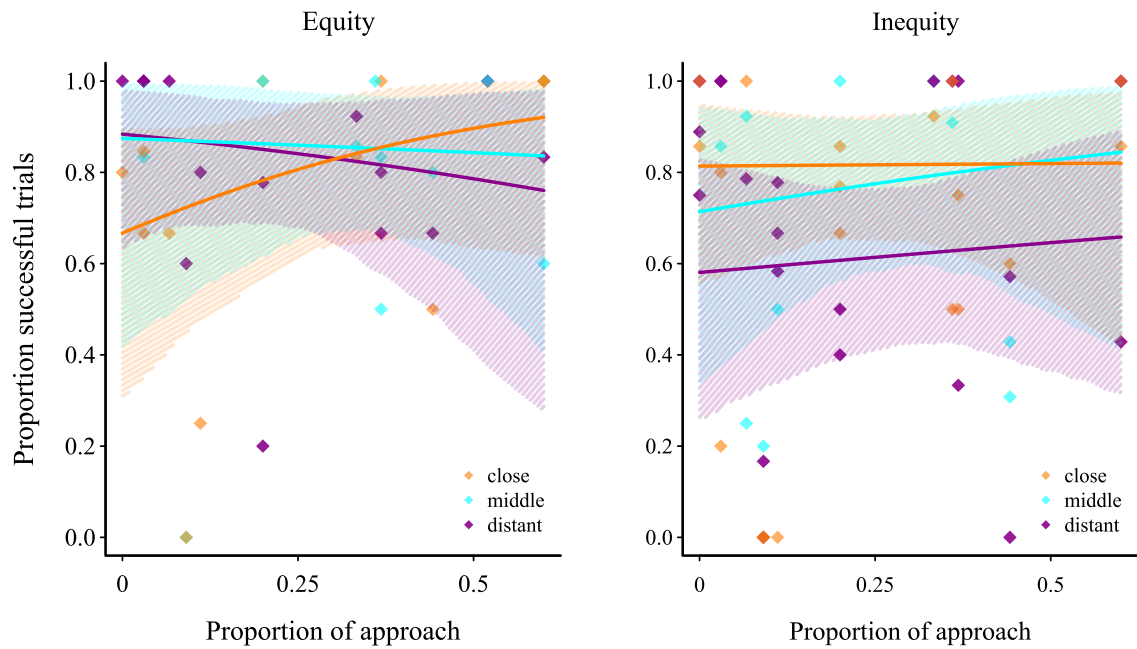 Equity
Inequity
Proportion successful trials
1.0
0.8
0.6
0.4
0.2
0.0
0
0.25
0.5
Proportion of approach
close
middle
distant
1.0
0.8
0.6
0.4
0.2
0.0
0
0.25
0.5
Proportion of approach
close
middle
distant